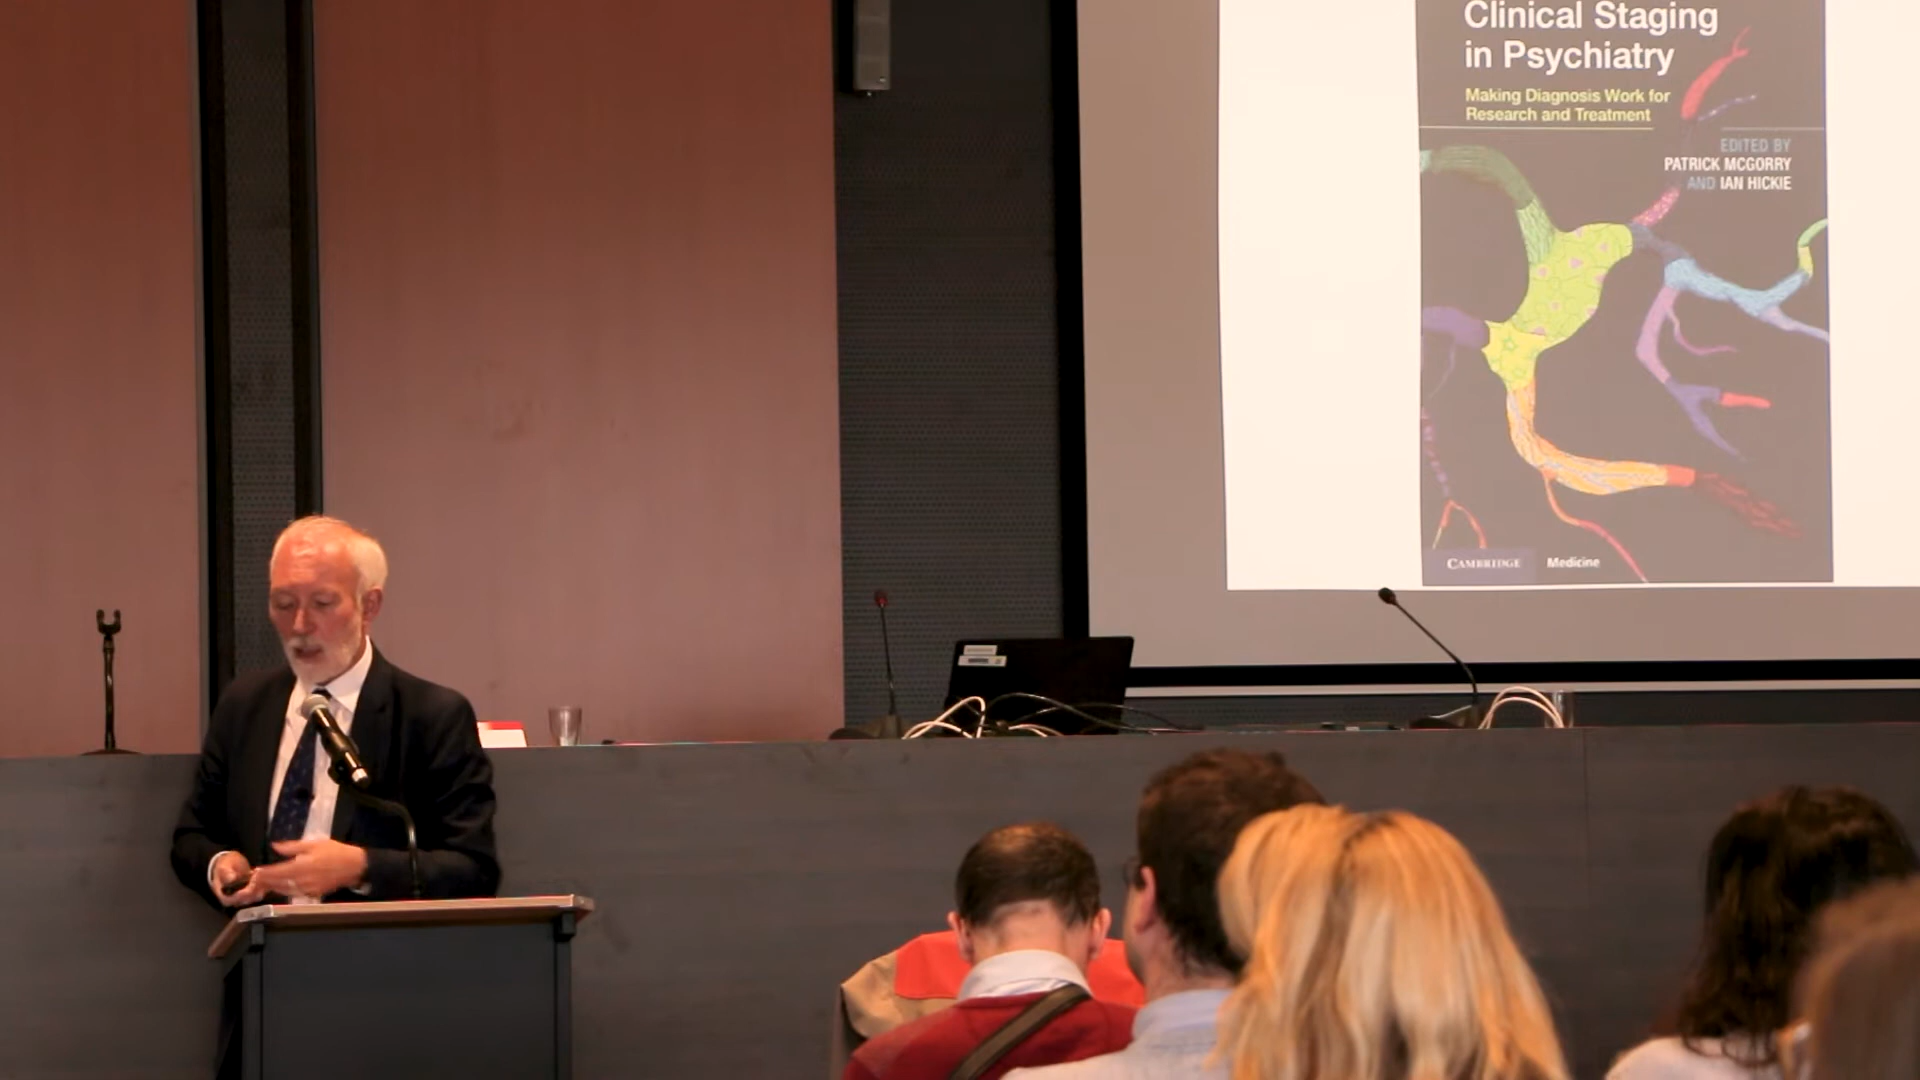 Clinical Staging
in Psychiatry
Making Diagnosis Work for
Research and Treatment
EDITED BY
PATRICK MCGORRY
AND IAN HICKIE
CAMBRIDGE Medicine